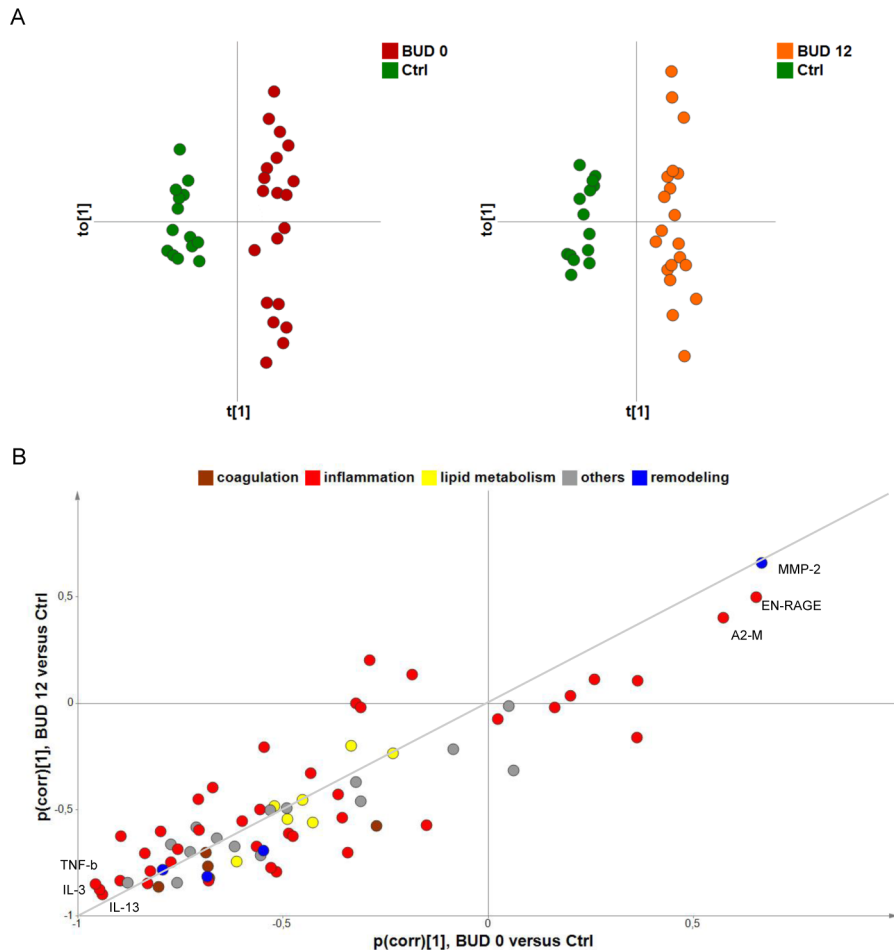 A
BUD 0
Ctrl
to[1]
t[1]
BUD 12
Ctrl
to[1]
t[1]
B
coagulation inflammation lipid metabolism others remodeling
p(corr)[1], BUD 12 versus Ctrl
0,5
0
-0,5
-1
MMP-2
EN-RAGE
A2-M
TNF-b
IL-3
IL-13
-1 -0,5 0 0,5
p(corr)[1], BUD 0 versus Ctrl